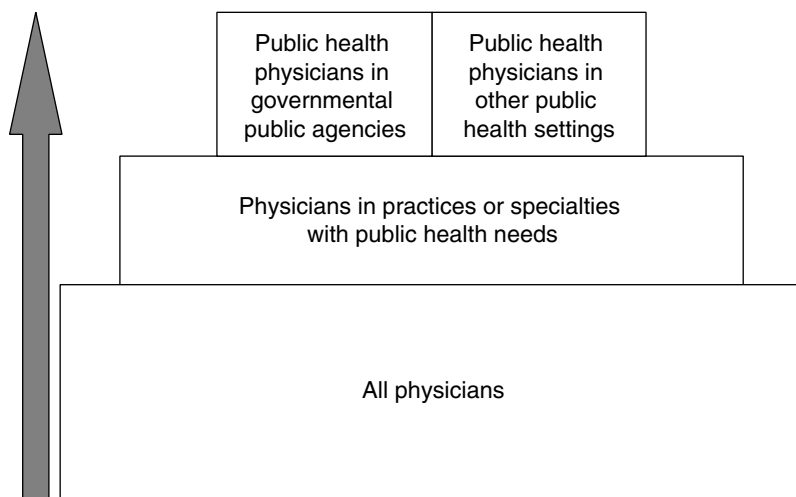 Public health
physicians in
governmental
public agencies
Public health
physicians in
other public
health settings
Physicians in practices or specialties
with public health needs
All physicians